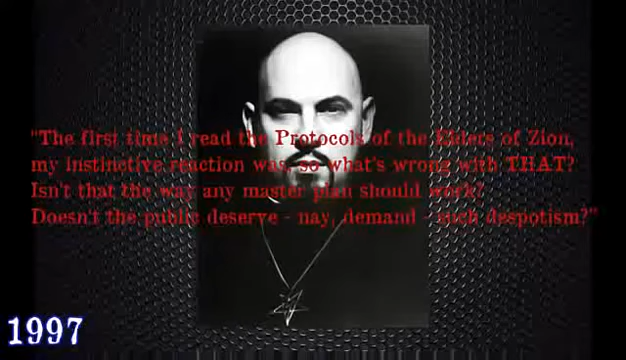 "The first time I read the Protocols of the Elders of Zion,
my instinctive reaction was, so what's wrong with THAT?
Isn't that the way any master plan should work?
Doesn't the public deserve - nay, demand - such despotism?"
1997